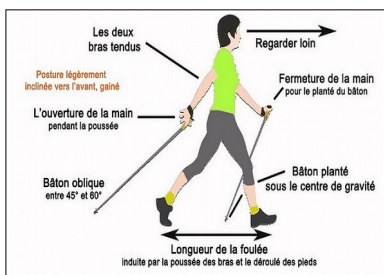 Les deux
bras tendus
Regarder loin
Posture légèrement
inclinée vers l'avant, gainé
Fermeture de la main
pour le planté du bâton
L'ouverture de la main
pendant la poussée
Bâton oblique
entre 45° et 60°
Bâton planté
sous le centre de gravité
Longueur de la foulée
induite par la poussée des bras et le déroulé des pieds